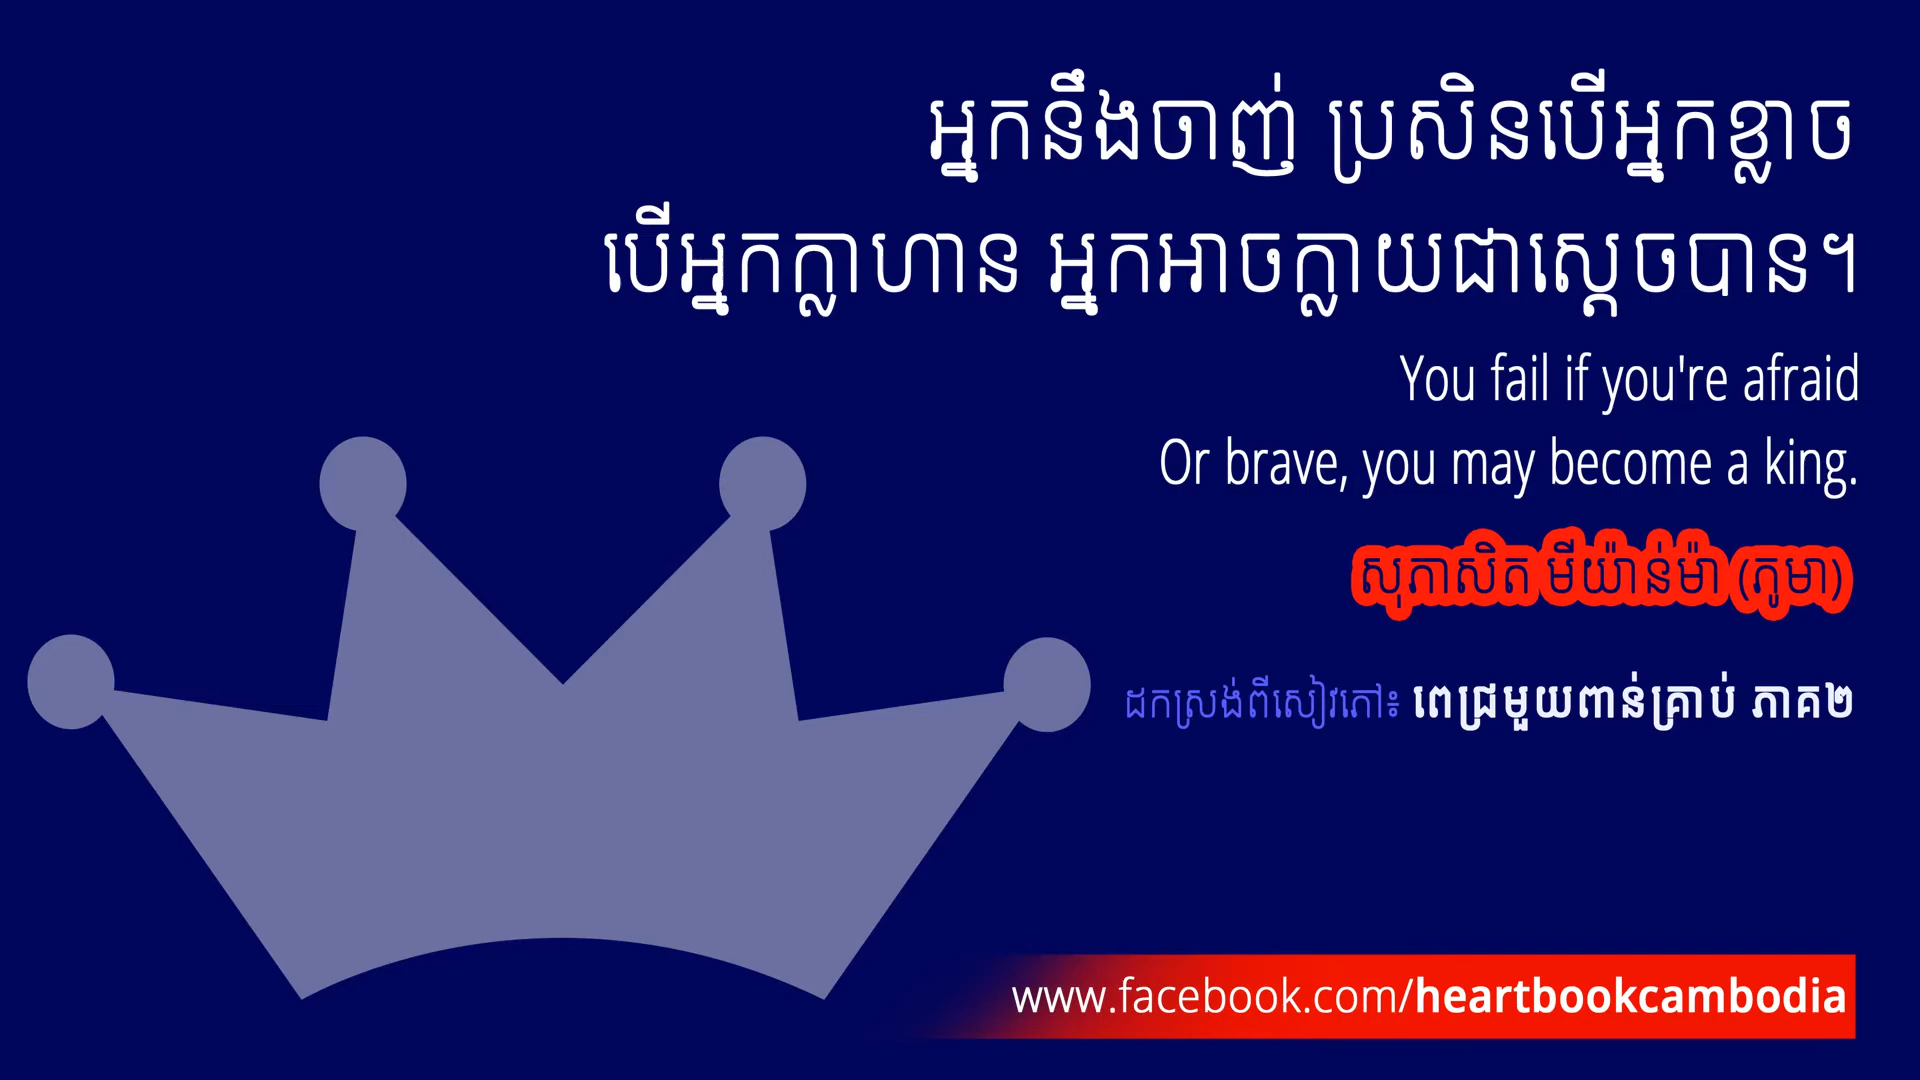 អ្នកនឹងចាញ់ ប្រសិនបើអ្នកខ្លាច
បើអ្នកក្លាហាន អ្នកអាចក្លាយជាស្ដេចបាន។
You fail if you're afraid
Or brave, you may become a king.
សុភាសិត មីយ៉ាន់ម៉ា (ភូមា)
ដកស្រង់ពីសៀវភៅ៖ ពេជ្រមួយពាន់គ្រាប់ ភាគ២
www.facebook.com/heartbookcambodia